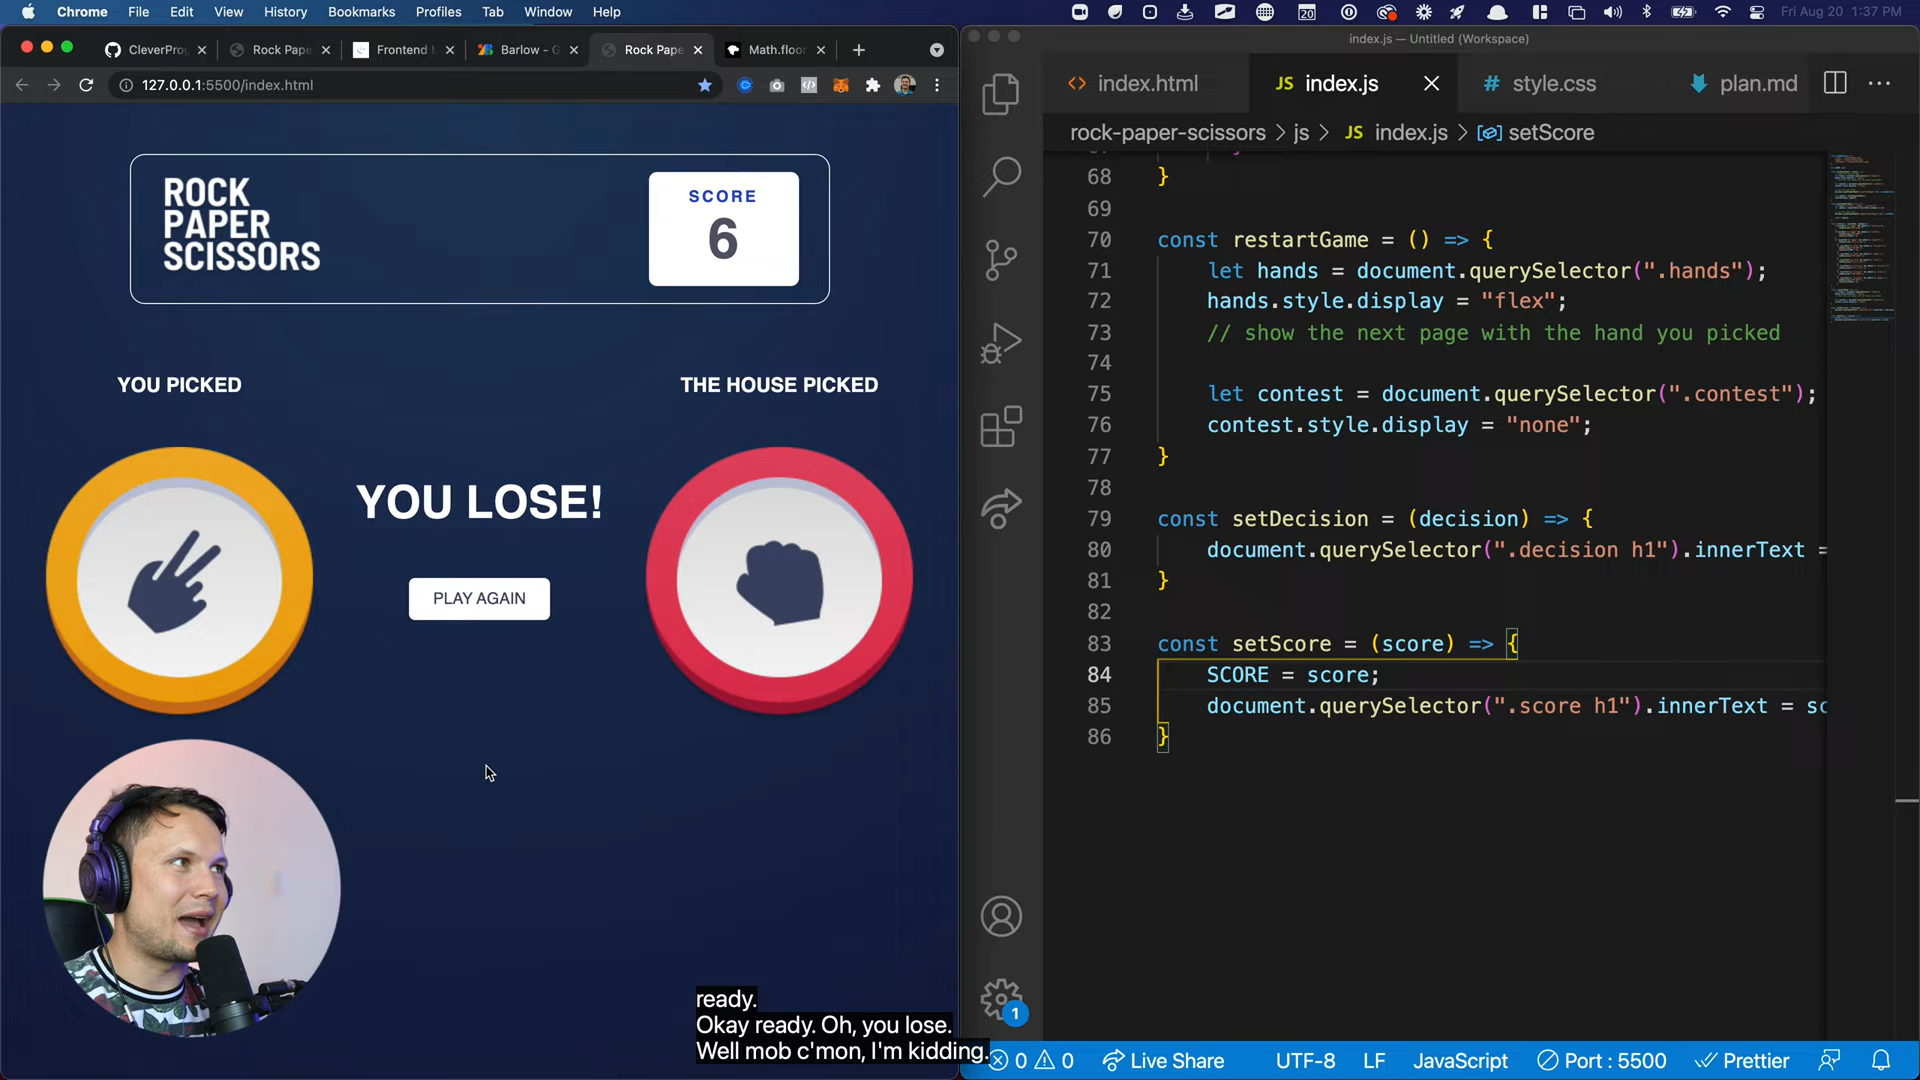 Chrome File Edit View History Bookmarks Profiles Tab Window Help
20
Fri Aug 20 1:37 PM
CleverProg
Rock Pape
Frontend
Barlow - G
Rock Pape
Math.floor
127.0.0.1:5500/index.html
ROCK
PAPER
SCISSORS
SCORE
6
YOU PICKED
THE HOUSE PICKED
YOU LOSE!
PLAY AGAIN
ready.
Okay ready. Oh, you lose.
Well mob c'mon, I'm kidding.
index.js — Untitled (Workspace)
index.html
JS index.js
# style.css
plan.md
rock-paper-scissors > js > JS index.js > setScore
68 }
69
70 const restartGame = () => {
71 let hands = document.querySelector(".hands");
72 hands.style.display = "flex";
73 // show the next page with the hand you picked
74
75 let contest = document.querySelector(".contest");
76 contest.style.display = "none";
77 }
78
79 const setDecision = (decision) => {
80 document.querySelector(".decision h1").innerText =
81 }
82
83 const setScore = (score) => {
84 SCORE = score;
85 document.querySelector(".score h1").innerText = sc
86 }
1
0 0 Live Share UTF-8 LF JavaScript Port : 5500 Prettier